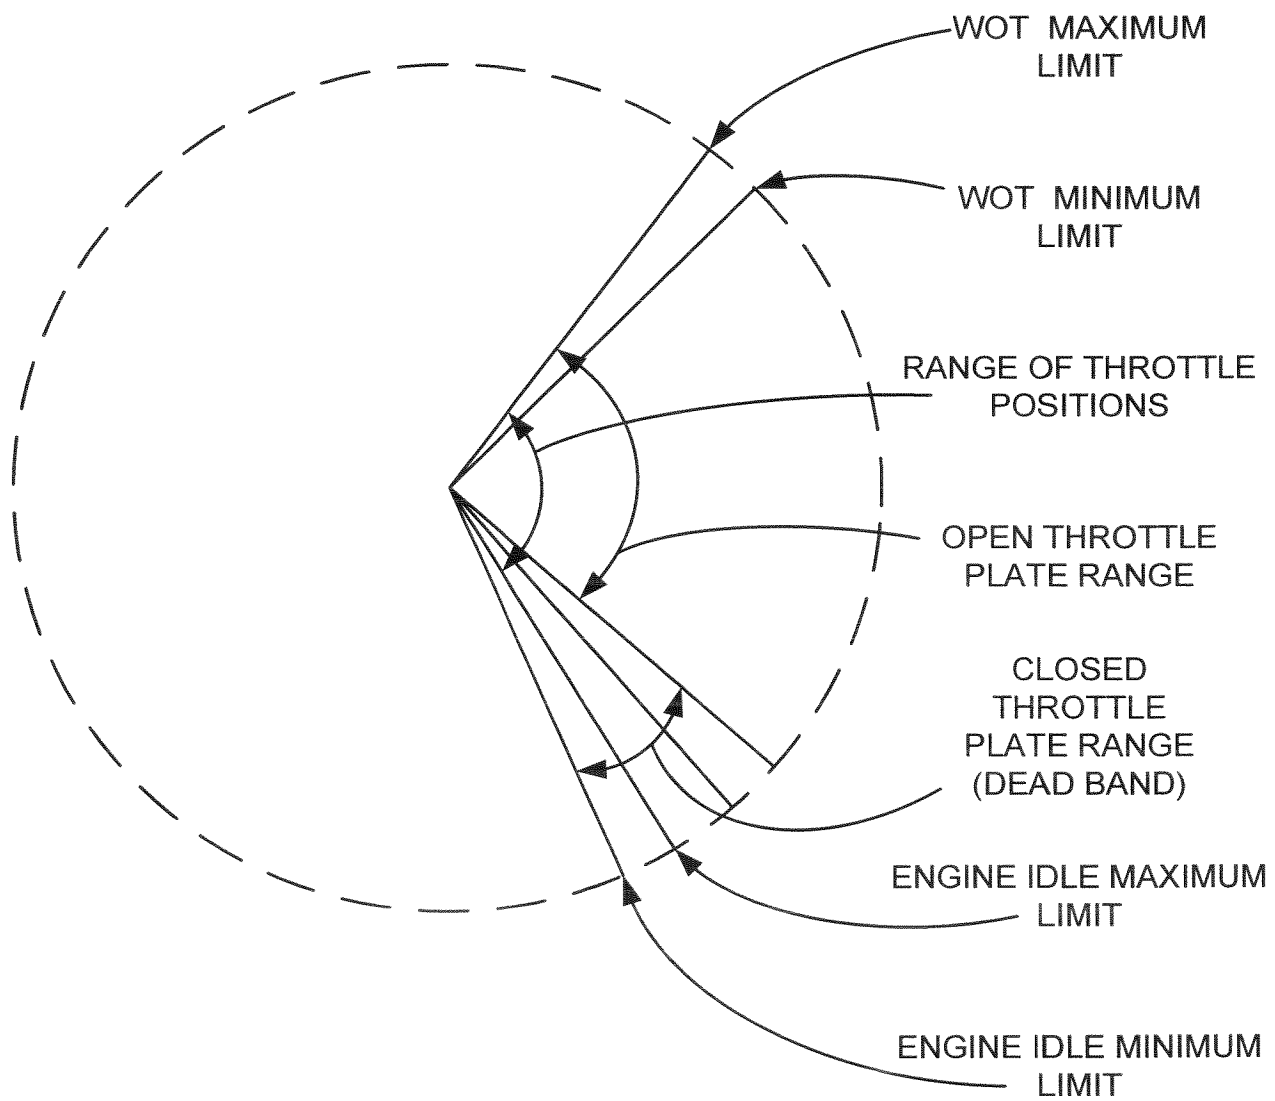 WOT MAXIMUM
LIMIT
WOT MINIMUM
LIMIT
RANGE OF THROTTLE
POSITIONS
OPEN THROTTLE
PLATE RANGE
CLOSED
THROTTLE
PLATE RANGE
(DEAD BAND)
ENGINE IDLE MAXIMUM
LIMIT
ENGINE IDLE MINIMUM
LIMIT